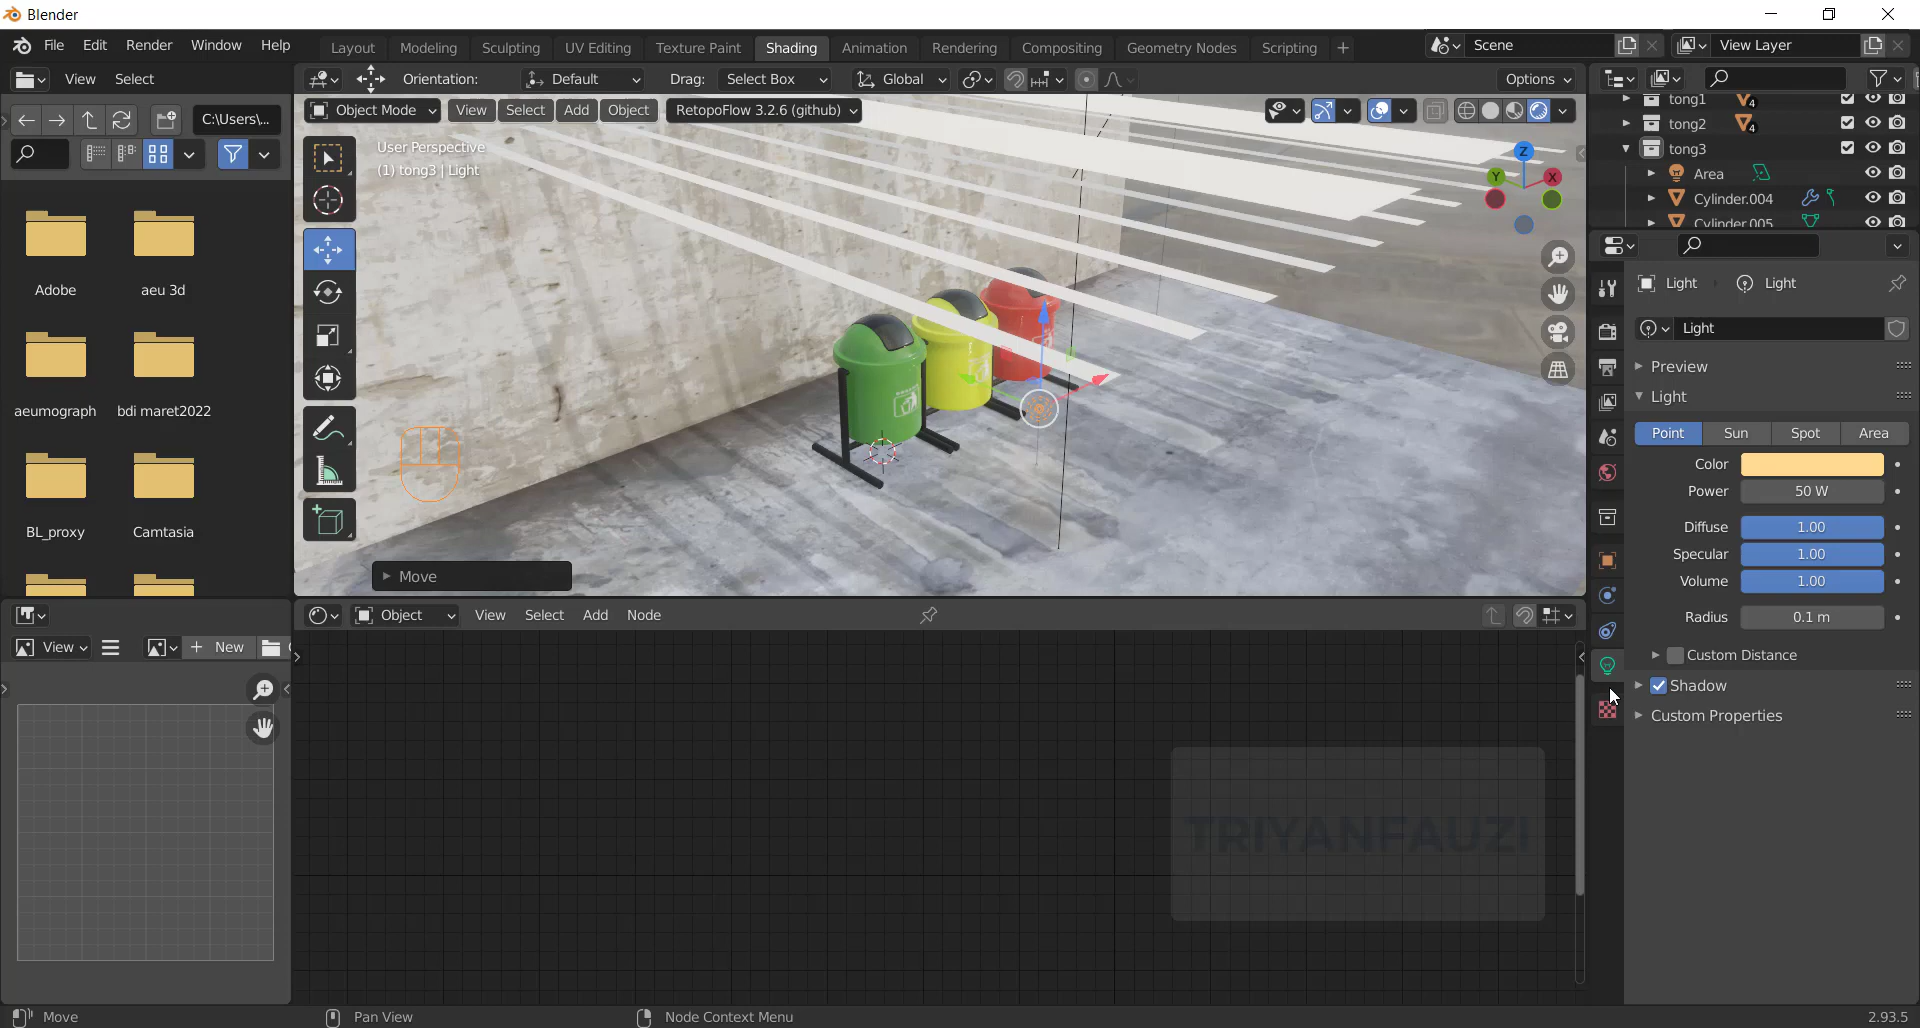 Blender
File Edit Render Window Help
Layout Modeling Sculpting UV Editing Texture Paint Shading Animation Rendering Compositing Geometry Nodes Scripting +
Scene
View Layer
View Select
Orientation: Default Drag: Select Box Global Options
C:\Users\...
Object Mode View Select Add Object RetopoFlow 3.2.6 (github)
User Perspective
(1) tong3 | Light
Z
Y
X
Adobe
aeu 3d
aeumograph
bdi maret2022
BL_proxy
Camtasia
Move
tong1
4
tong2
4
tong3
Area
Cylinder.004
Cylinder.005
Light Light
Light
Preview
Light
Point Sun Spot Area
Color
Power 50 W
Diffuse 1.00
Specular 1.00
Volume 1.00
Radius 0.1 m
Custom Distance
Shadow
Custom Properties
View
+ New
Object View Select Add Node
TRIYANFAUZI
Move
Pan View
Node Context Menu
2.93.5